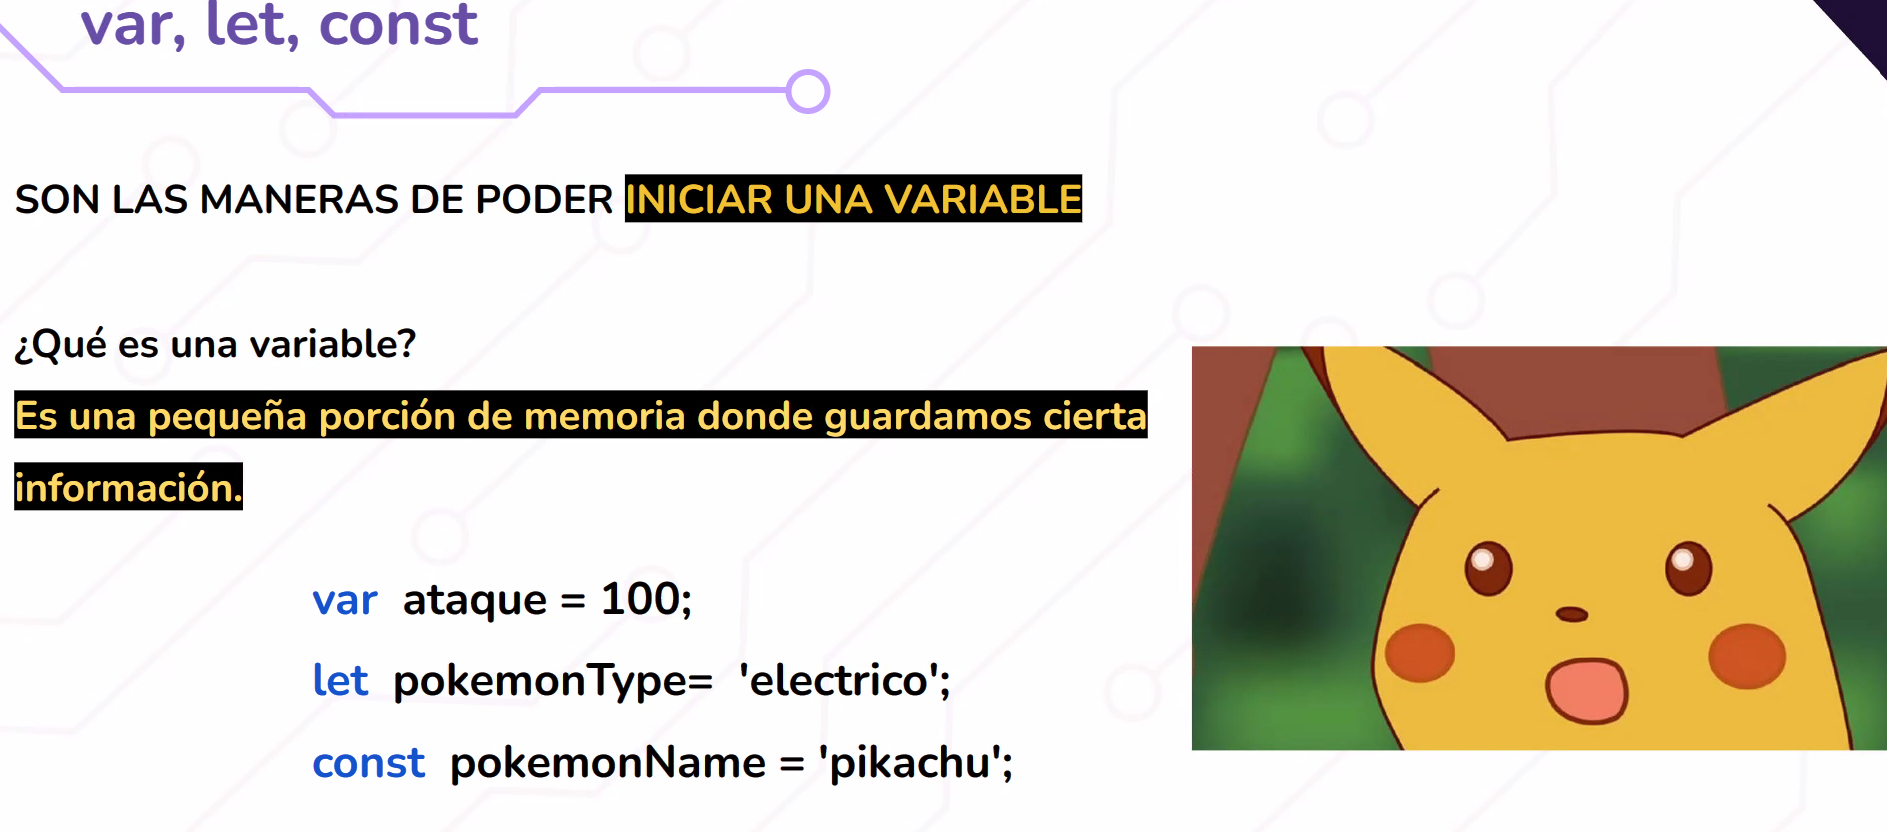 var, let, const
SON LAS MANERAS DE PODER INICIAR UNA VARIABLE
¿Qué es una variable?
Es una pequeña porción de memoria donde guardamos cierta
información.
var ataque = 100;
let pokemonType= 'electrico';
const pokemonName = 'pikachu';